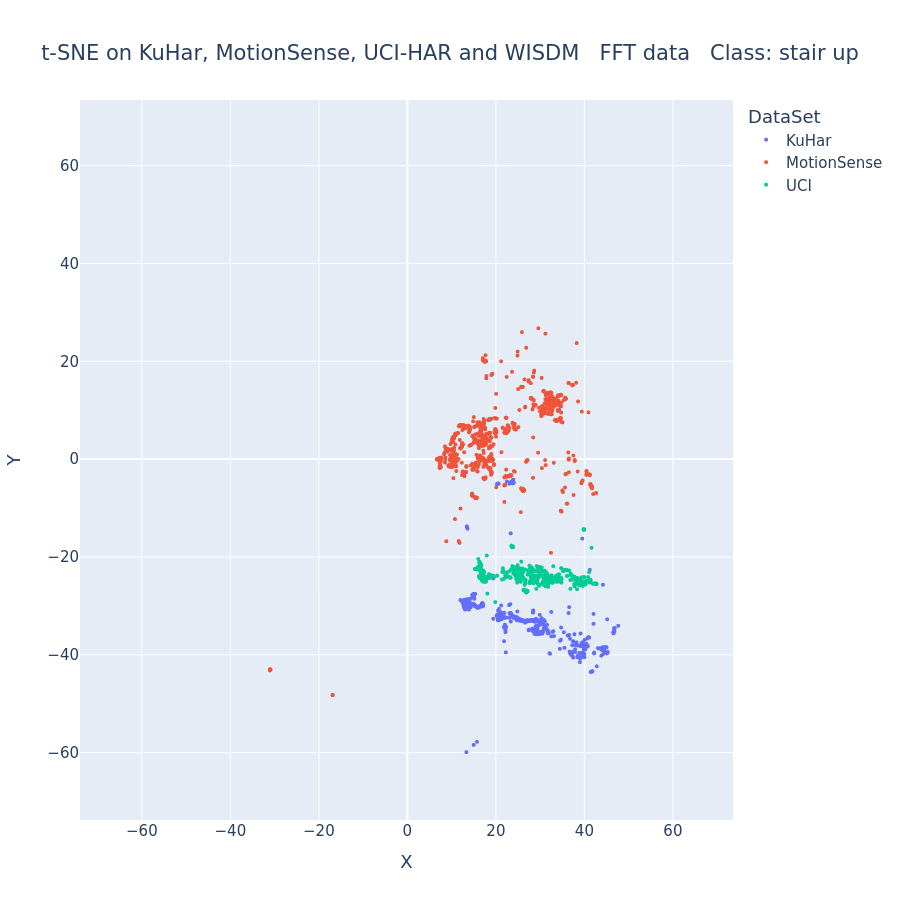 t-SNE on KuHar, MotionSense, UCI-HAR and WISDM   FFT data   Class: stair up
DataSet
KuHar
MotionSense
UCI
60
40
20
0
−20
−40
−60
Y
−60
−40
−20
0
20
40
60
X